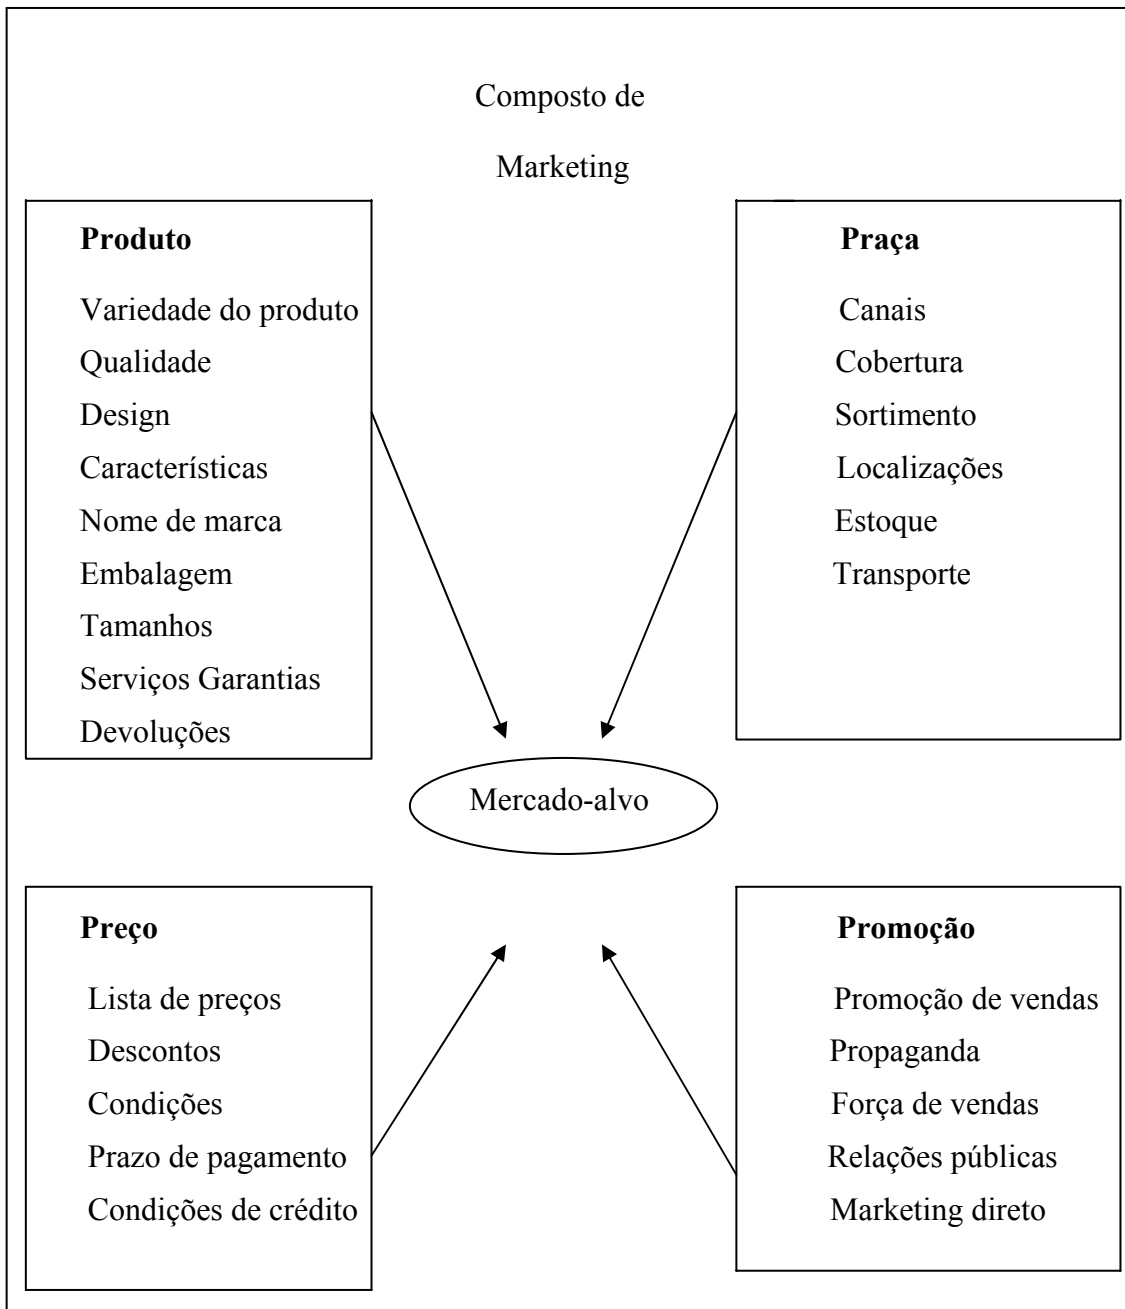 Composto de
Marketing
Produto
Variedade do produto
Qualidade
Design
Características
Nome de marca
Embalagem
Tamanhos
Serviços Garantias
Devoluções
Praça
Canais
Cobertura
Sortimento
Localizações
Estoque
Transporte
Mercado-alvo
Preço
Lista de preços
Descontos
Condições
Prazo de pagamento
Condições de crédito
Promoção
Promoção de vendas
Propaganda
Força de vendas
Relações públicas
Marketing direto